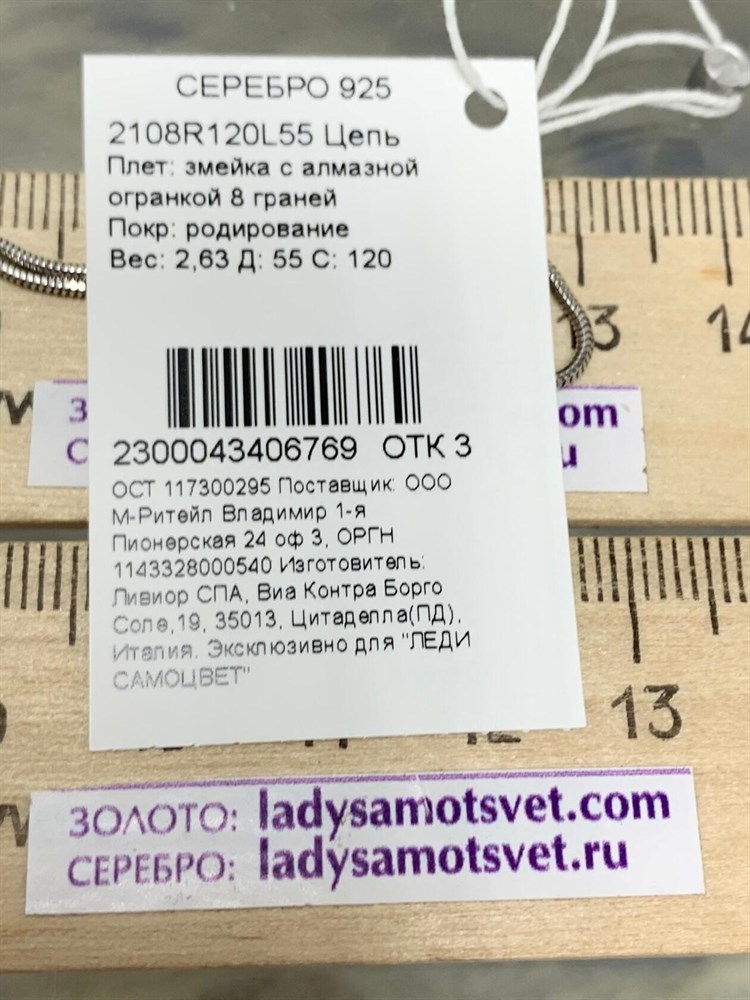 СЕРЕБРО 925
2108R120L55 Цепь
Плет: змейка с алмазной
огранкой 8 граней
Покр: родирование
Вес: 2,63 Д: 55 С: 120
13
14
2300043406769 ОТК 3
З
С
om
u
ОСТ 117300295 Поставщик: ООО
М-Ритейл Владимир 1-я
Пионерская 24 оф 3, ОРГН
1143328000540 Изготовитель:
Ливиор СПА, Виа Контра Борго
Соле,19, 35013, Цитаделла(ПД),
Италия. Эксклюзивно для "ЛЕДИ
САМОЦВЕТ"
13
ЗОЛОТО: ladysamotsvet.com
СЕРЕБРО: ladysamotsvet.ru